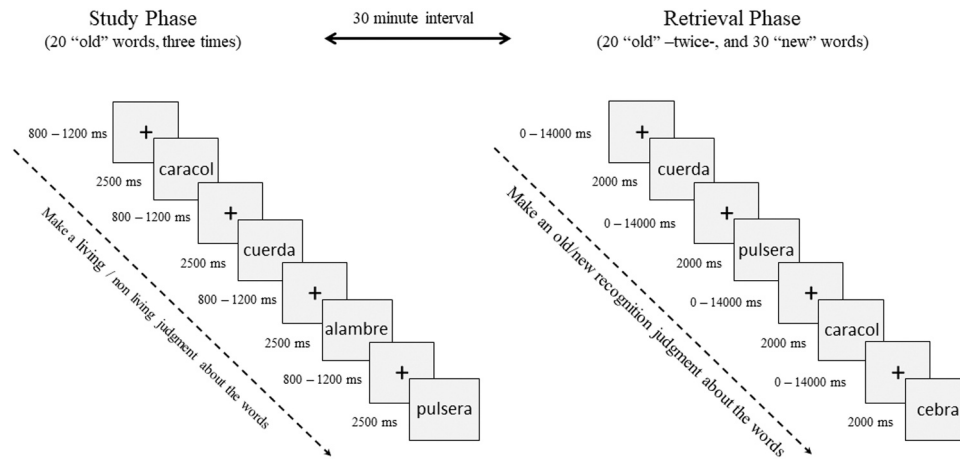 Study Phase
(20 “old” words, three times)
30 minute interval
Retrieval Phase
(20 “old” –twice-, and 30 “new” words)
800 – 1200 ms
+
caracol
2500 ms
800 – 1200 ms
+
cuerda
2500 ms
800 – 1200 ms
+
alambre
2500 ms
800 – 1200 ms
+
pulsera
2500 ms
Make a living / non living judgment about the words
0 – 14000 ms
+
cuerda
2000 ms
0 – 14000 ms
+
pulsera
2000 ms
0 – 14000 ms
+
caracol
2000 ms
0 – 14000 ms
+
cebra
2000 ms
Make an old/new recognition judgment about the words